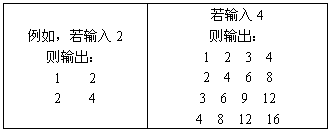 例如，若输入 2
则输出：
1 2
2 4
若输入 4
则输出：
1 2 3 4
2 4 6 8
3 6 9 12
4 8 12 16